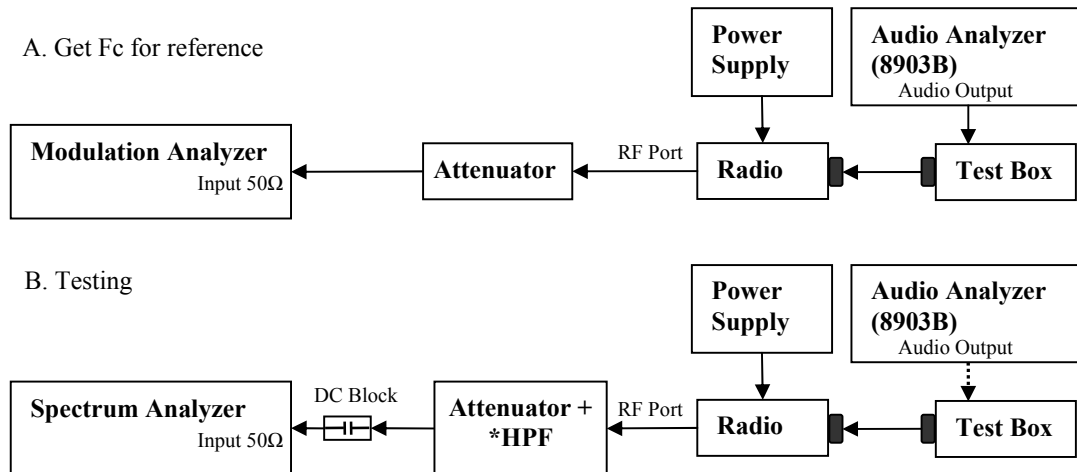 A. Get Fc for reference
Power
Supply
Audio Analyzer
(8903B)
Audio Output
Modulation Analyzer
Input 50Ω
Attenuator
RF Port
Radio
Test Box
B. Testing
Power
Supply
Audio Analyzer
(8903B)
Audio Output
Spectrum Analyzer
Input 50Ω
DC Block
Attenuator +
*HPF
RF Port
Radio
Test Box